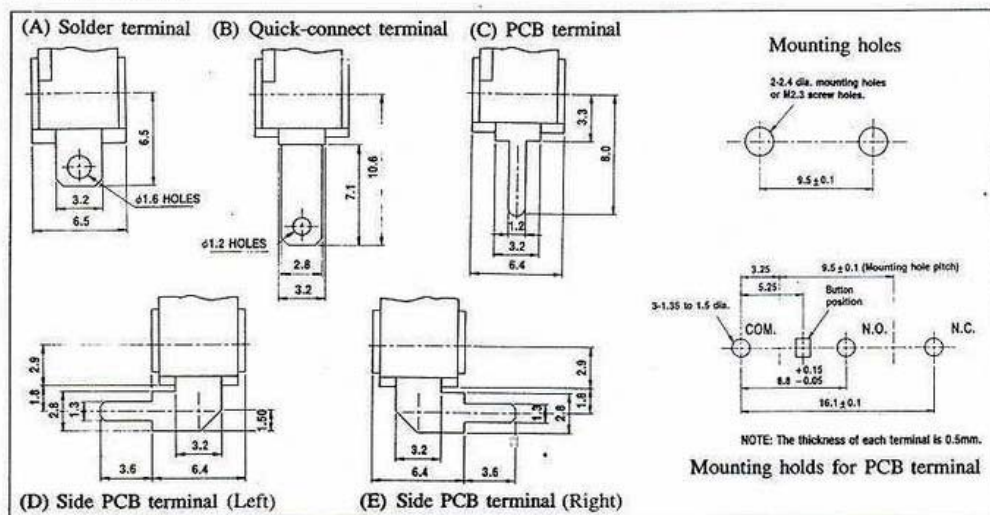 (A) Solder terminal
(B) Quick-connect terminal
(C) PCB terminal
6.5
φ1.6 HOLES
3.2
6.5
10.6
7.1
φ1.2 HOLES
2.8
3.2
3.3
8.0
1.2
3.2
6.4
Mounting holes
2-2.4 dia. mounting holes
or M2.3 screw holes.
9.5±0.1
2.9
1.8
2.8
1.3
1.50
3.2
3.6
6.4
(D) Side PCB terminal (Left)
2.9
1.8
2.8
1.3
3.2
6.4
3.6
(E) Side PCB terminal (Right)
3.25
9.5±0.1 (Mounting hole pitch)
5.25
Button
position
3-1.35 to 1.5 dia.
COM.
N.O.
N.C.
+0.15
8.8 -0.05
16.1±0.1
NOTE: The thickness of each terminal is 0.5mm.
Mounting holds for PCB terminal